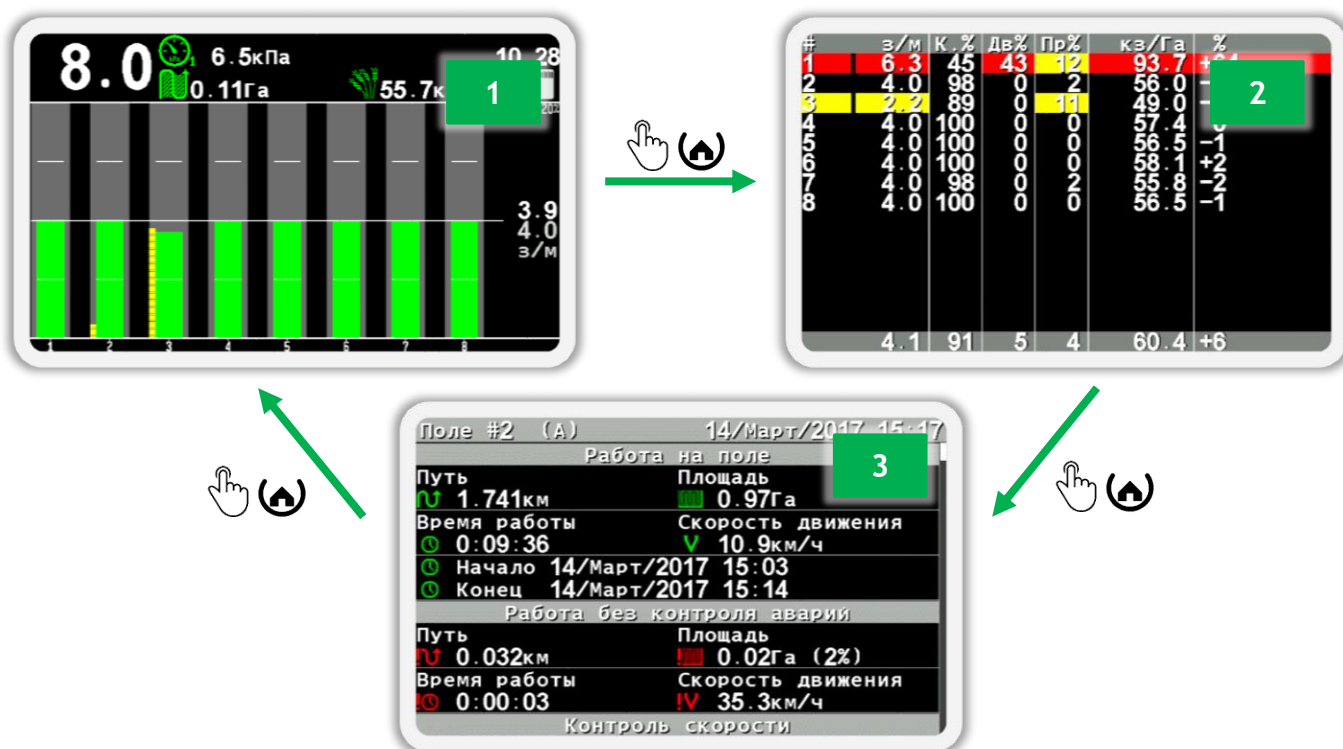 8.0 6.5кПа 10 28
0.11га 55.7к
1
3.9
4.0
з/м
1 2 3 4 5 6 7 8
# з/м К.% Дв% Пр% кз/Га %
1 6.3 45 43 12 93.7
2 4.0 98 0 2 56.0
3 2.2 89 0 11 49.0
4 4.0 100 0 0 57.4
5 4.0 100 0 0 56.5 −1
6 4.0 100 0 0 58.1 +2
7 4.0 98 0 2 55.8 −2
8 4.0 100 0 0 56.5 −1
4.1 91 5 4 60.4 +6
2
Поле #2 (А) 14/Март/2017 15:17
Работа на поле
3
Путь Площадь
1.741км 0.97Га
Время работы Скорость движения
0:09:36 V 10.9км/ч
Начало 14/Март/2017 15:03
Конец 14/Март/2017 15:14
Работа без контроля аварий
Путь Площадь
! 0.032км ! 0.02Га (2%)
Время работы Скорость движения
! 0:00:03 !V 35.3км/ч
Контроль скорости